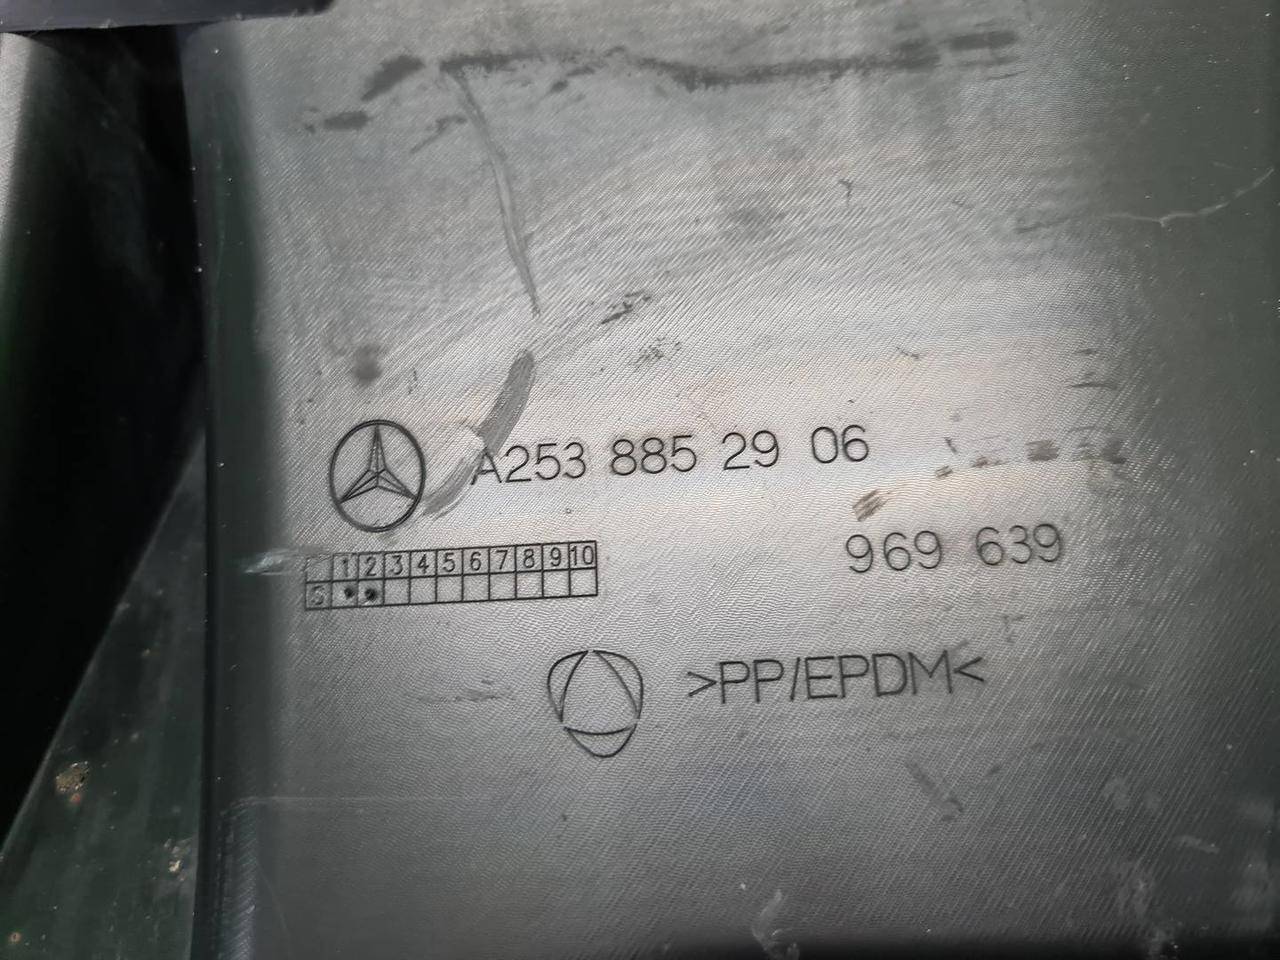 A253 885 29 06
969 639
1 2 3 4 5 6 7 8 9 10
S
>PP/EPDM<